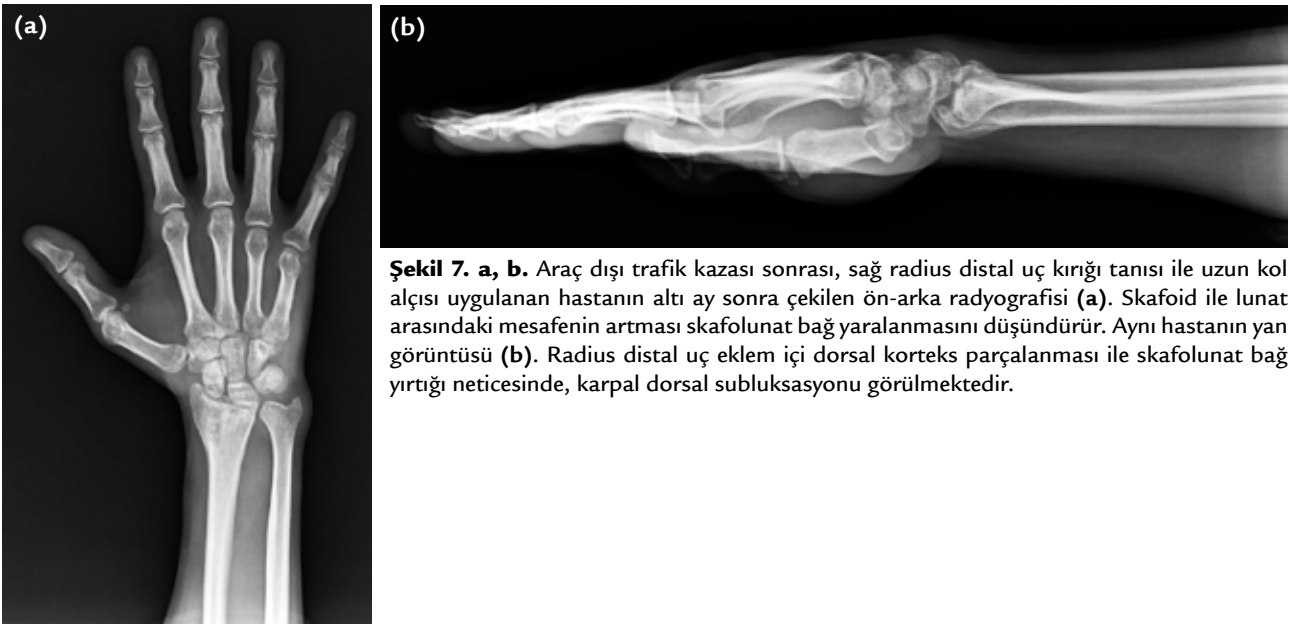 (a)
(b)
Şekil 7. a, b. Araç dışı trafik kazası sonrası, sağ radius distal uç kırığı tanısı ile uzun kol
alçısı uygulanan hastanın altı ay sonra çekilen ön-arka radyografisi (a). Skafoid ile lunat
arasındaki mesafenin artması skafolunat bağ yaralanmasını düşündürür. Aynı hastanın yan
görüntüsü (b). Radius distal uç eklem içi dorsal korteks parçalanması ile skafolunat bağ
yırtığı neticesinde, karpal dorsal subluksasyonu görülmektedir.